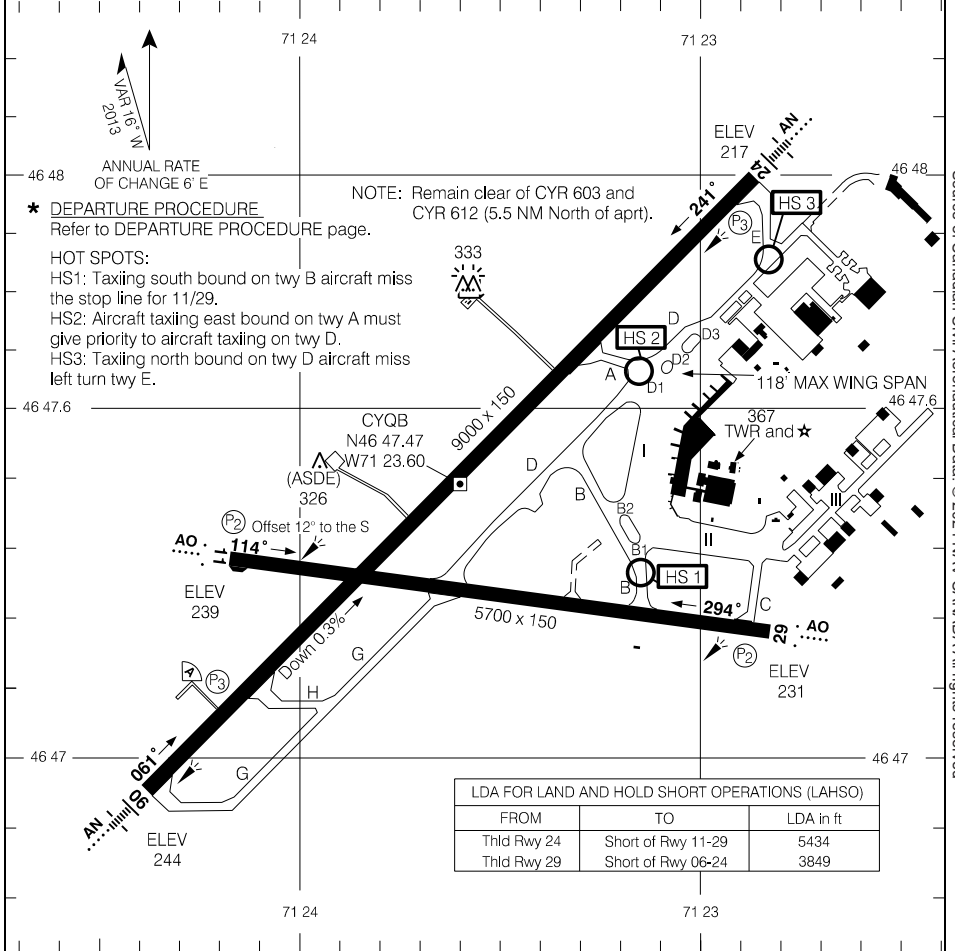 71 24
71 23
VAR 16° W
2013
ANNUAL RATE
OF CHANGE 6' E
ELEV
217
AN
24
46 48
46 48
241°
NOTE: Remain clear of CYR 603 and
CYR 612 (5.5 NM North of aprt).
HS 3
P3
E
* DEPARTURE PROCEDURE
Refer to DEPARTURE PROCEDURE page.
HOT SPOTS:
HS1: Taxiing south bound on twy B aircraft miss
the stop line for 11/29.
HS2: Aircraft taxiing east bound on twy A must
give priority to aircraft taxiing on twy D.
HS3: Taxiing north bound on twy D aircraft miss
left turn twy E.
333
D
HS 2
D3
D2
A
D1
118' MAX WING SPAN
46 47.6
46 47.6
9000 x 150
367
TWR and
CYQB
N46 47.47
W71 23.60
(ASDE)
326
D
I
B
B2
B1
II
III
P2 Offset 12° to the S
AO
114°
11
ELEV
239
HS 1
B
294°
C
29
AO
5700 x 150
P2
ELEV
231
Down 0.3%
G
H
A
P3
G
46 47
46 47
061°
06
AN
ELEV
244
LDA FOR LAND AND HOLD SHORT OPERATIONS (LAHSO)
FROM TO LDA in ft
Thld Rwy 24 Short of Rwy 11-29 5434
Thld Rwy 29 Short of Rwy 06-24 3849
71 24
71 23